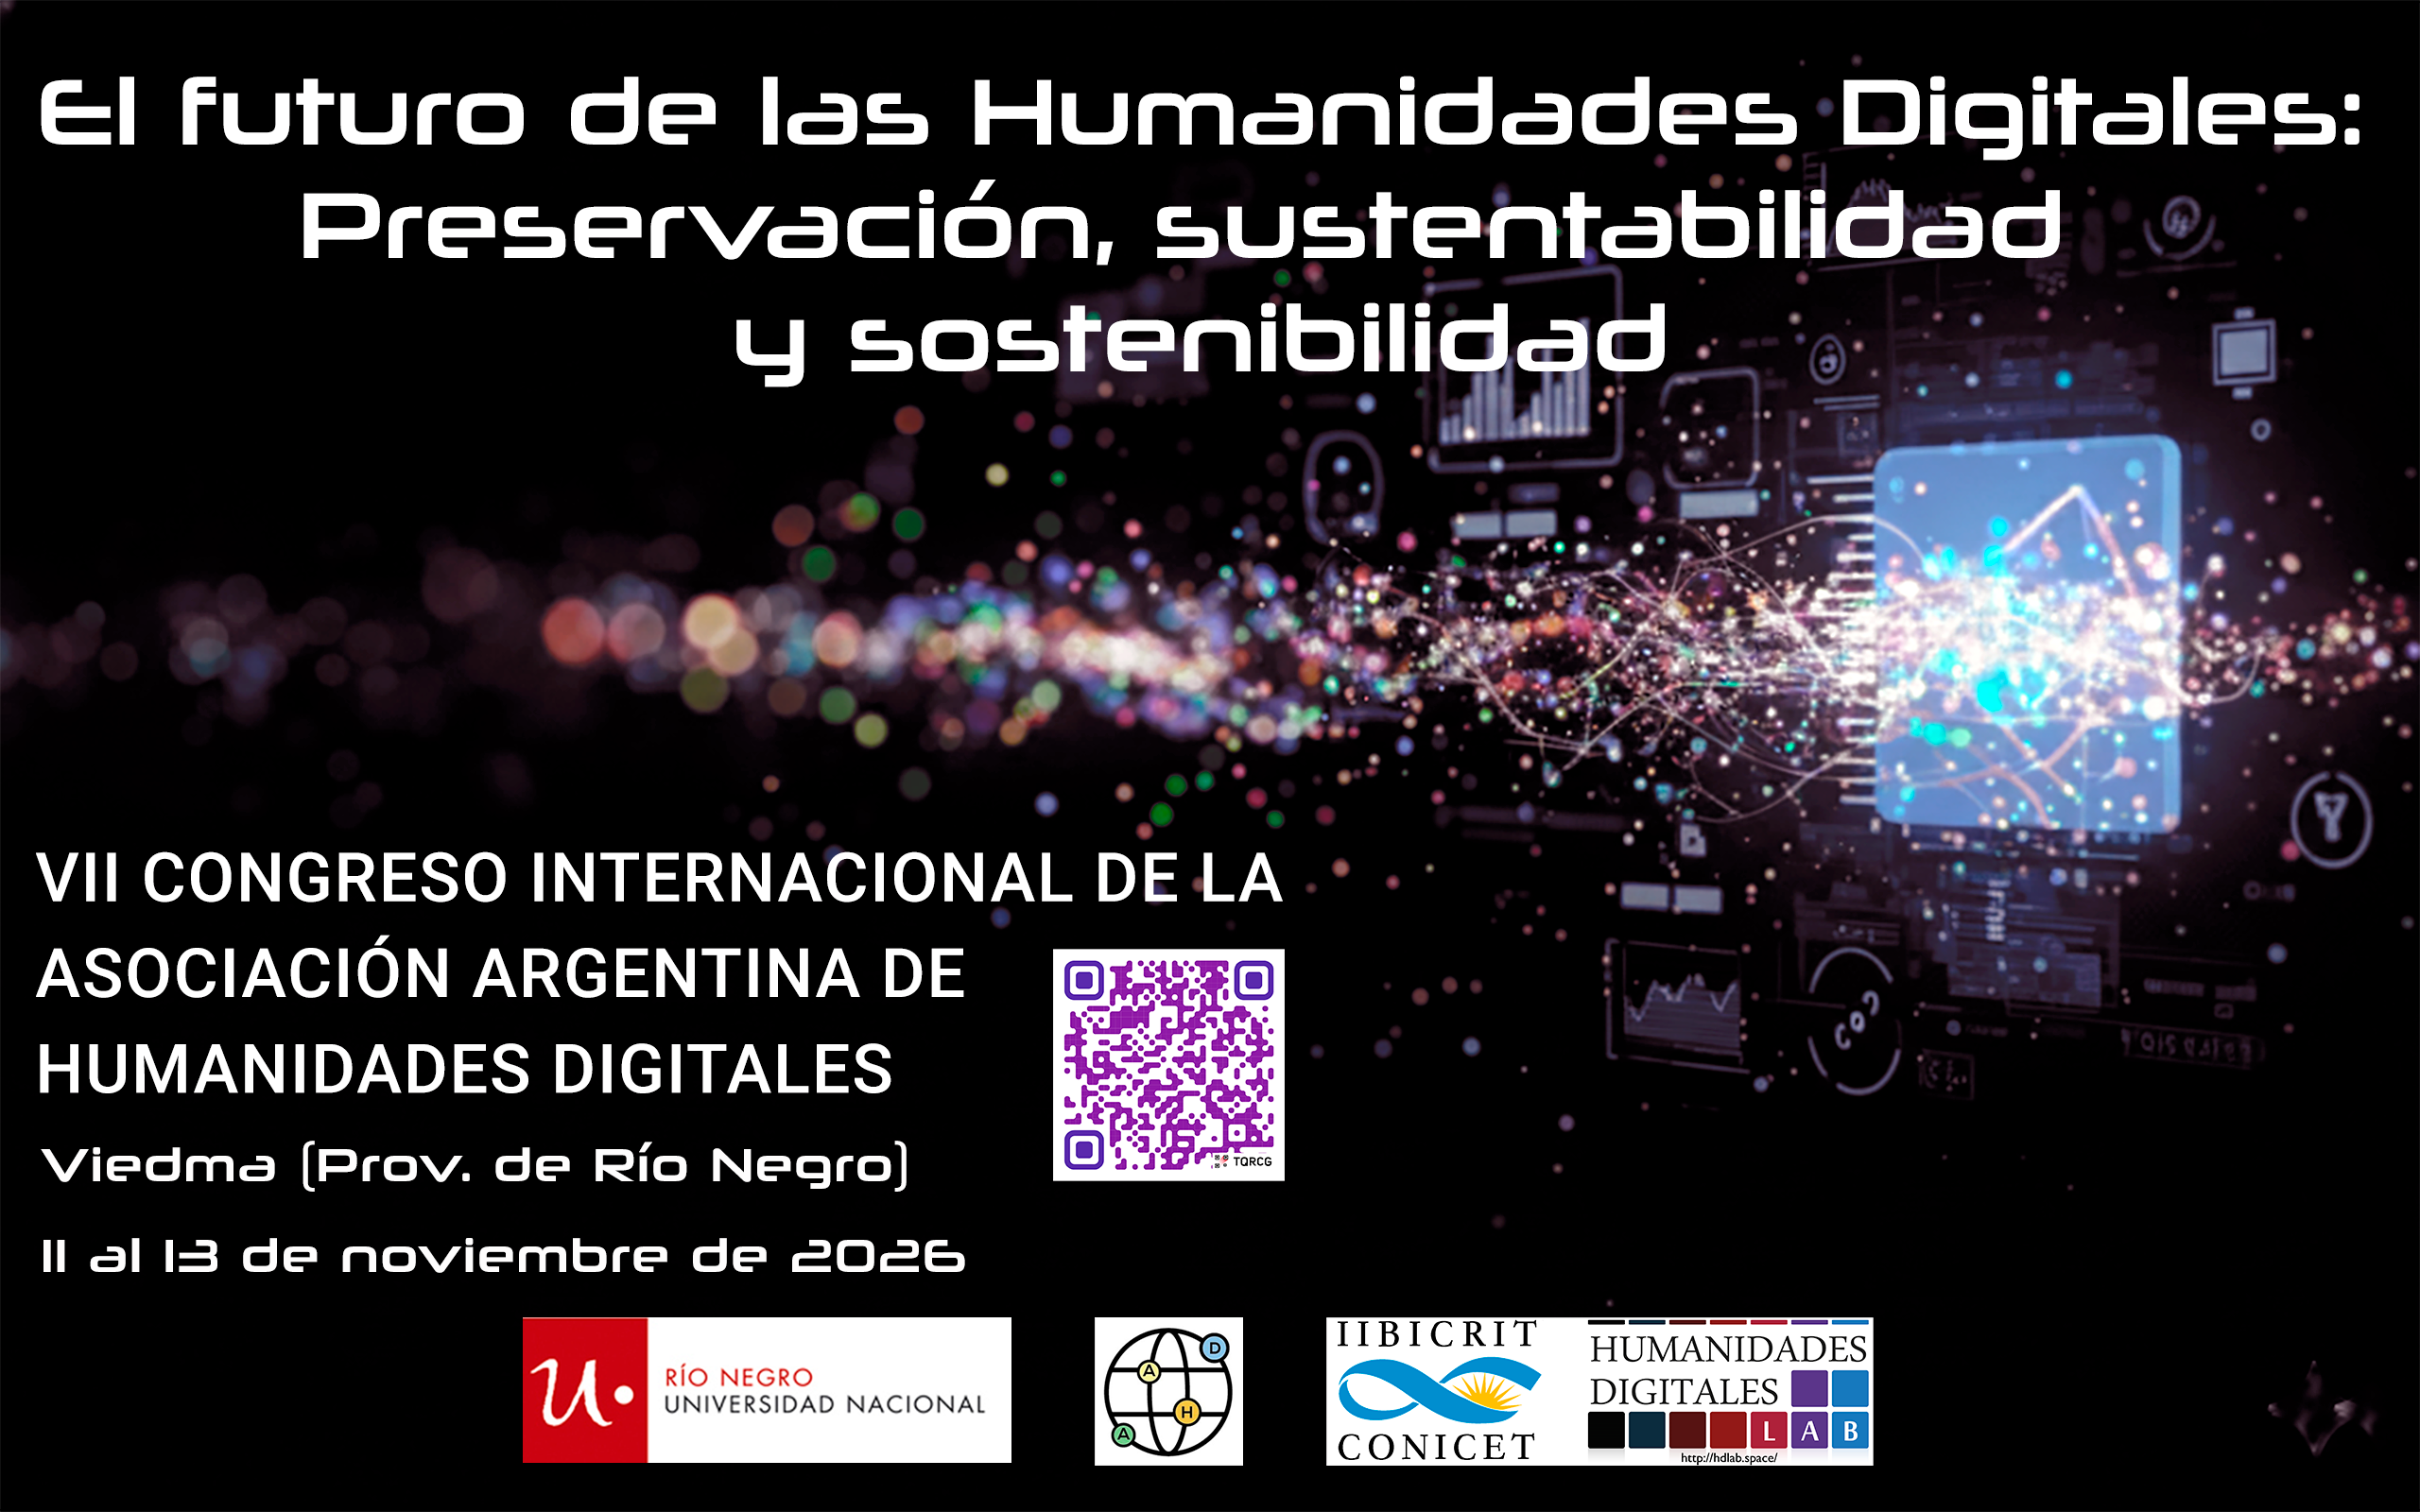 El futuro de las Humanidades Digitales:
Preservación, sustentabilidad
y sostenibilidad
VII CONGRESO INTERNACIONAL DE LA
ASOCIACIÓN ARGENTINA DE
HUMANIDADES DIGITALES
Viedma (Prov. de Río Negro)
11 al 13 de noviembre de 2026
TQRCG
u.
RÍO NEGRO
UNIVERSIDAD NACIONAL
D
A
H
A
IIBICRIT
CONICET
HUMANIDADES
DIGITALES
LAB
http://hdlab.space/